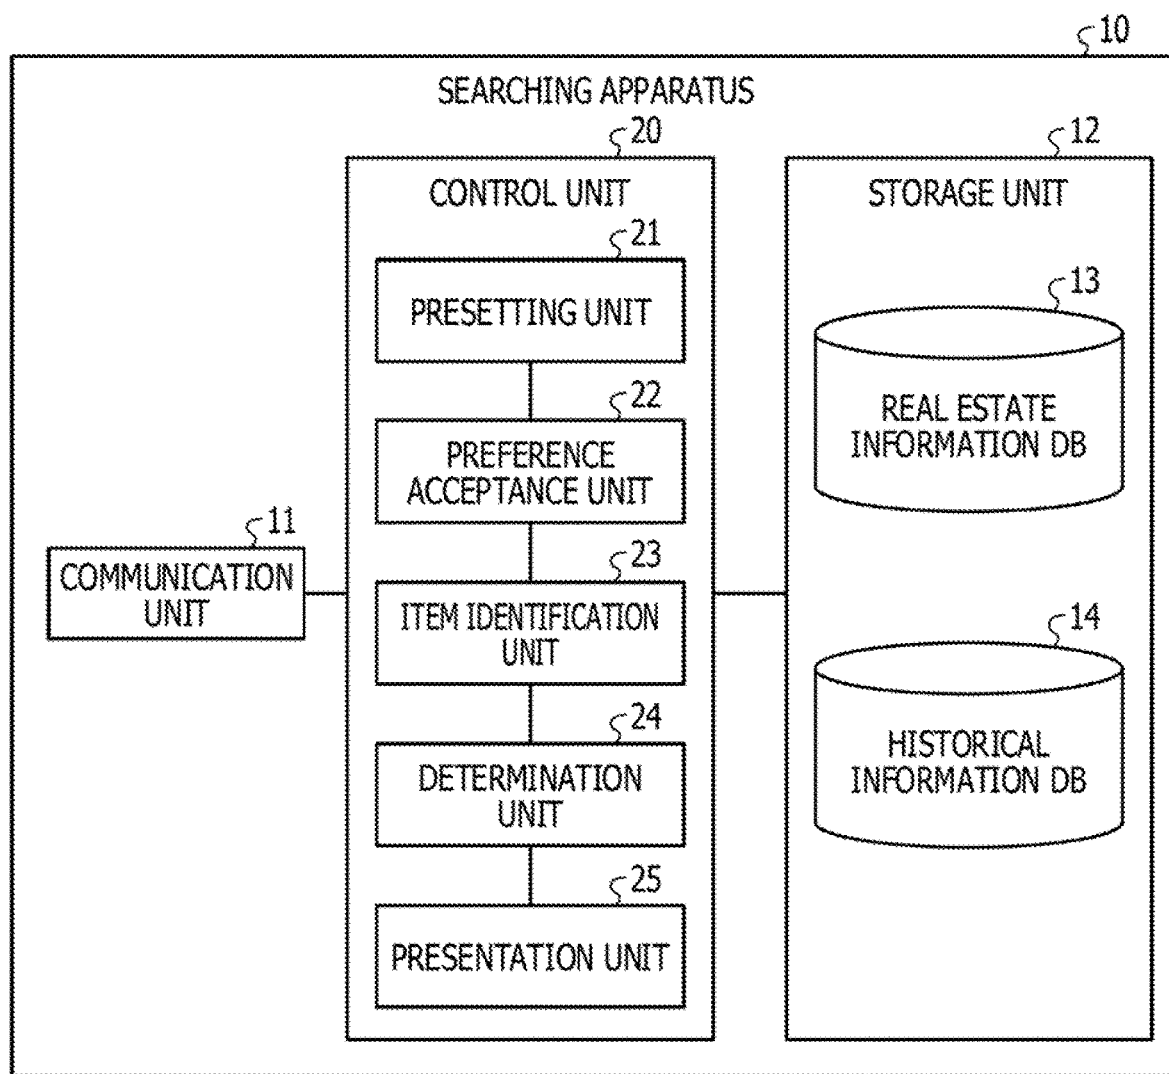 10
SEARCHING APPARATUS
20
CONTROL UNIT
21
PRESETTING UNIT
22
PREFERENCE
ACCEPTANCE UNIT
11
COMMUNICATION
UNIT
23
ITEM IDENTIFICATION
UNIT
24
DETERMINATION
UNIT
25
PRESENTATION UNIT
12
STORAGE UNIT
13
REAL ESTATE
INFORMATION DB
14
HISTORICAL
INFORMATION DB